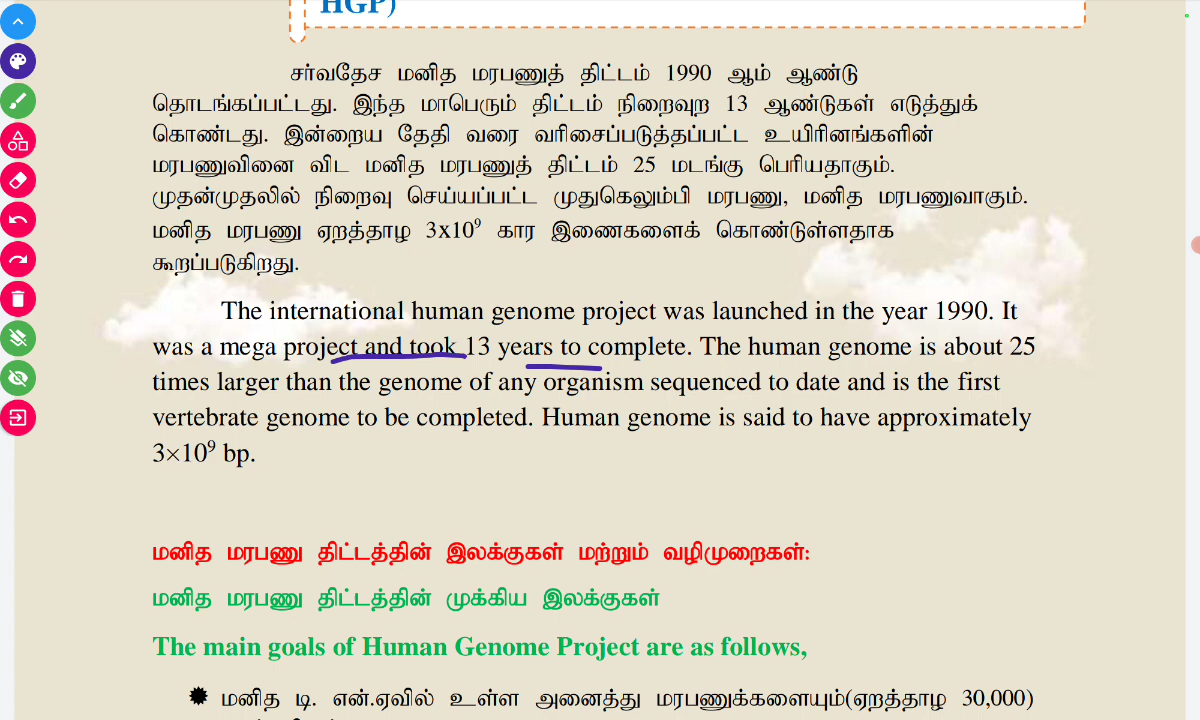 HGP)
சர்வதேச மனித மரபணுத் திட்டம் 1990 ஆம் ஆண்டு
தொடங்கப்பட்டது. இந்த மாபெரும் திட்டம் நிறைவுற 13 ஆண்டுகள் எடுத்துக்
கொண்டது. இன்றைய தேதி வரை வரிசைப்படுத்தப்பட்ட உயிரினங்களின்
மரபணுவினை விட மனித மரபணுத் திட்டம் 25 மடங்கு பெரியதாகும்.
முதன்முதலில் நிறைவு செய்யப்பட்ட முதுகெலும்பி மரபணு, மனித மரபணுவாகும்.
மனித மரபணு ஏறத்தாழ 3x10⁹ கார இணைகளைக் கொண்டுள்ளதாக
கூறப்படுகிறது.
The international human genome project was launched in the year 1990. It
was a mega project and took 13 years to complete. The human genome is about 25
times larger than the genome of any organism sequenced to date and is the first
vertebrate genome to be completed. Human genome is said to have approximately
3×10⁹ bp.
மனித மரபணு திட்டத்தின் இலக்குகள் மற்றும் வழிமுறைகள்:
மனித மரபணு திட்டத்தின் முக்கிய இலக்குகள்
The main goals of Human Genome Project are as follows,
மனித டி. என்.ஏவில் உள்ள அனைத்து மரபணுக்களையும்(ஏறத்தாழ 30,000)